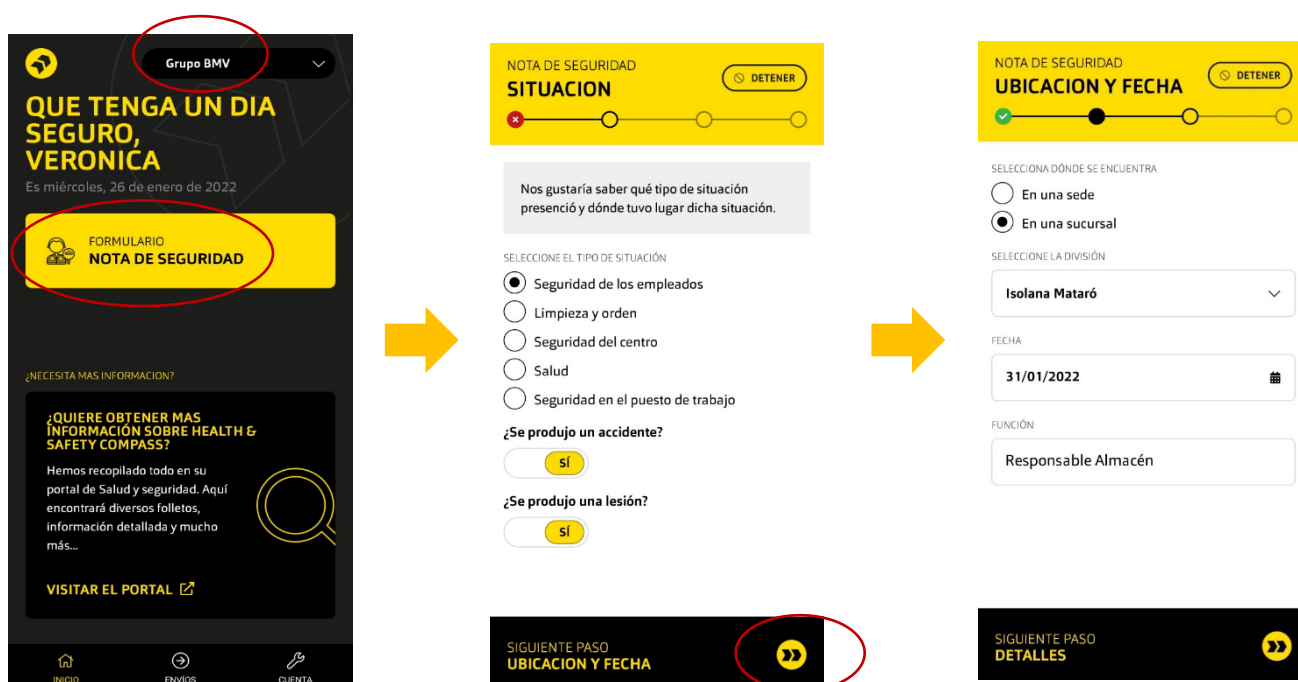 Grupo BMV
QUE TENGA UN DIA
SEGURO,
VERONICA
Es miércoles, 26 de enero de 2022
FORMULARIO
NOTA DE SEGURIDAD
¿NECESITA MAS INFORMACION?
¿QUIERE OBTENER MAS
INFORMACIÓN SOBRE HEALTH &
SAFETY COMPASS?
Hemos recopilado todo en su
portal de Salud y seguridad. Aquí
encontrará diversos folletos,
información detallada y mucho
más...
VISITAR EL PORTAL
INICIO
ENVÍOS
CUENTA
NOTA DE SEGURIDAD
SITUACION
DETENER
Nos gustaría saber qué tipo de situación
presenció y dónde tuvo lugar dicha situación.
SELECCIONE EL TIPO DE SITUACIÓN
Seguridad de los empleados
Limpieza y orden
Seguridad del centro
Salud
Seguridad en el puesto de trabajo
¿Se produjo un accidente?
SÍ
¿Se produjo una lesión?
SÍ
SIGUIENTE PASO
UBICACION Y FECHA
NOTA DE SEGURIDAD
UBICACION Y FECHA
DETENER
SELECCIONA DÓNDE SE ENCUENTRA
En una sede
En una sucursal
SELECCIONE LA DIVISIÓN
Isolana Mataró
FECHA
31/01/2022
FUNCIÓN
Responsable Almacén
SIGUIENTE PASO
DETALLES